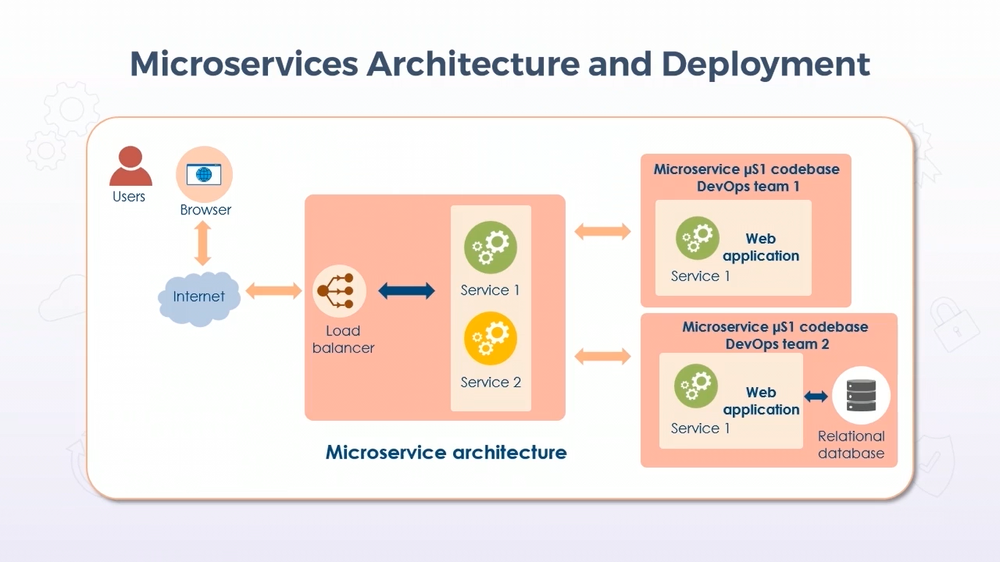 Microservices Architecture and Deployment
Users
Browser
Internet
Load
balancer
Service 1
Service 2
Microservice architecture
Microservice µS1 codebase
DevOps team 1
Web
application
Service 1
Microservice µS1 codebase
DevOps team 2
Web
application
Service 1
Relational
database